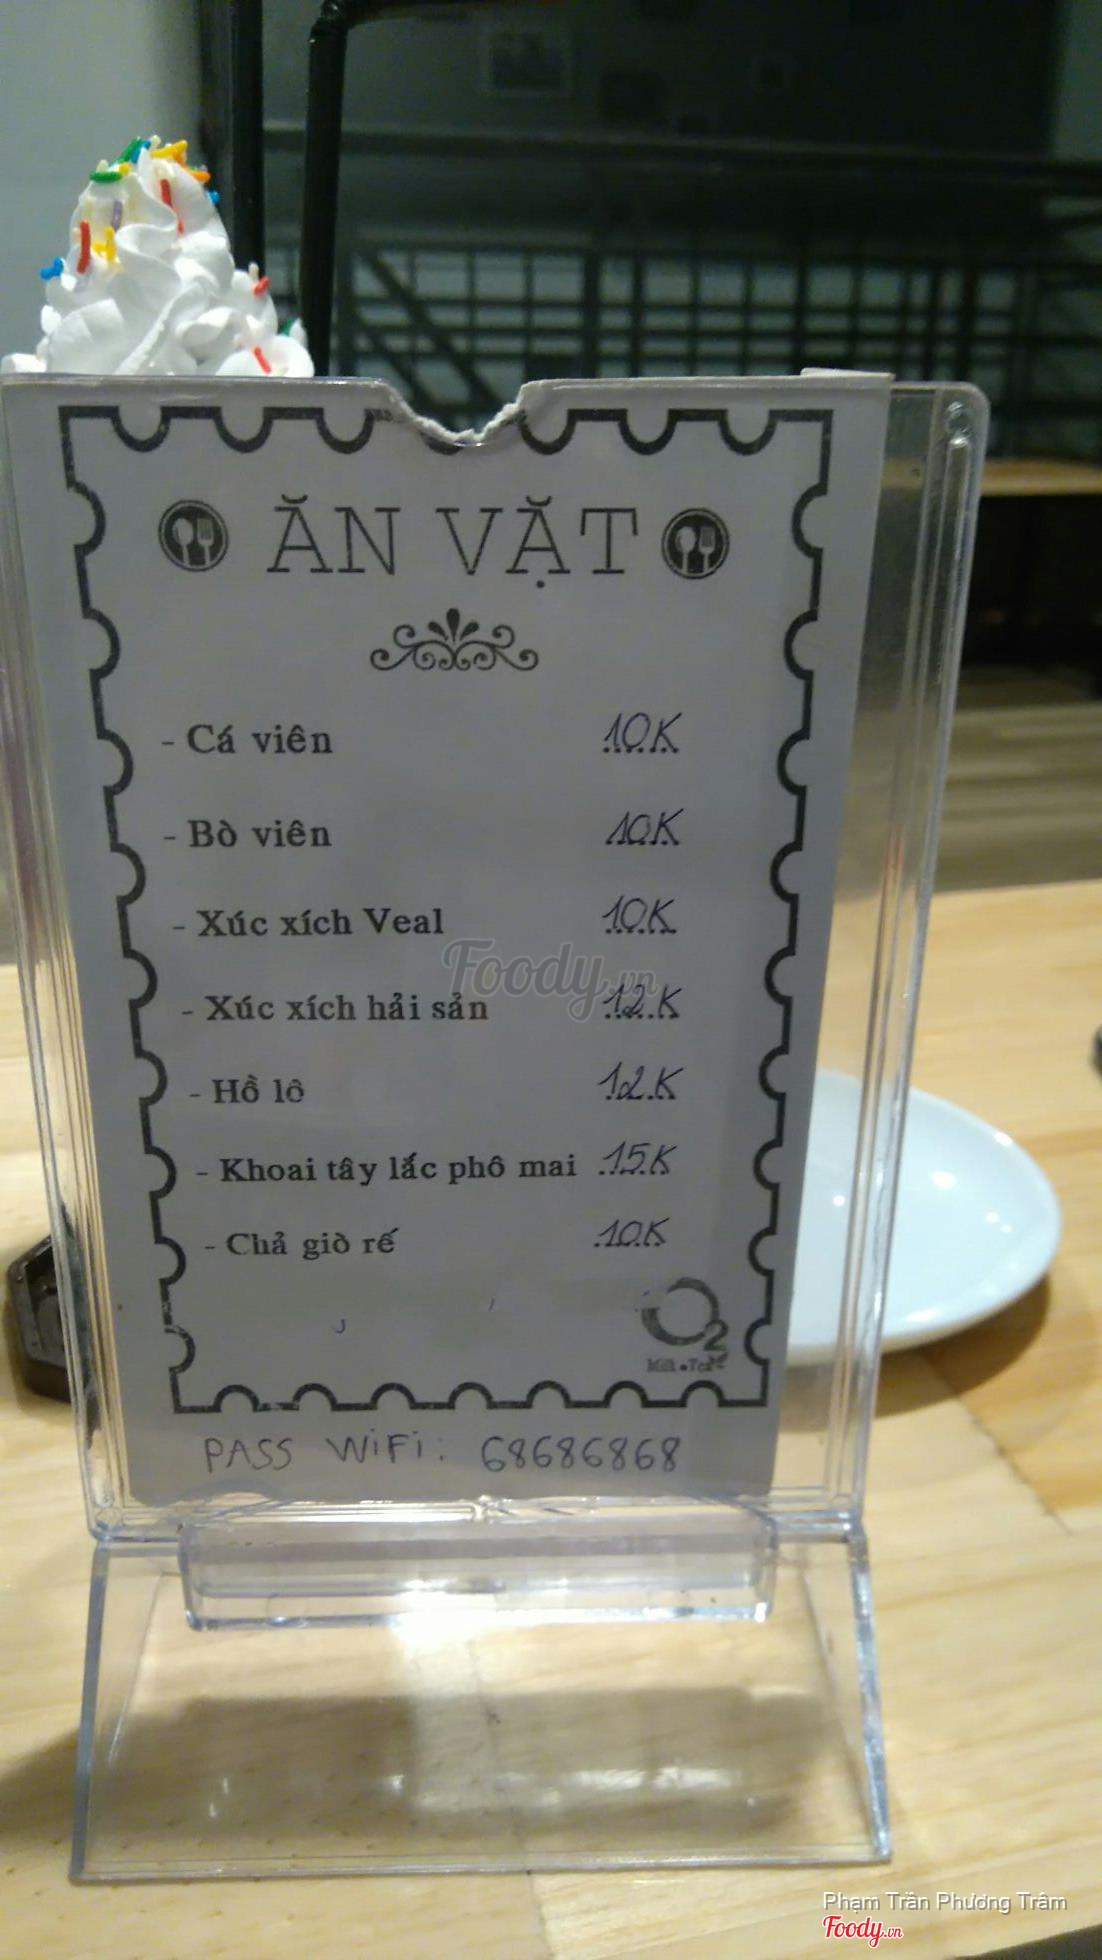 ĂN VẶT
- Cá viên 10K
- Bò viên 10K
- Xúc xích Veal 10K
Foody.vn
- Xúc xích hải sản 12K
- Hồ lô 12K
- Khoai tây lắc phô mai 15K
- Chả giò rế 10K
O2
Milk Tea
PASS WiFi: 68686868
Phạm Trần Phương Trâm
Foody.vn